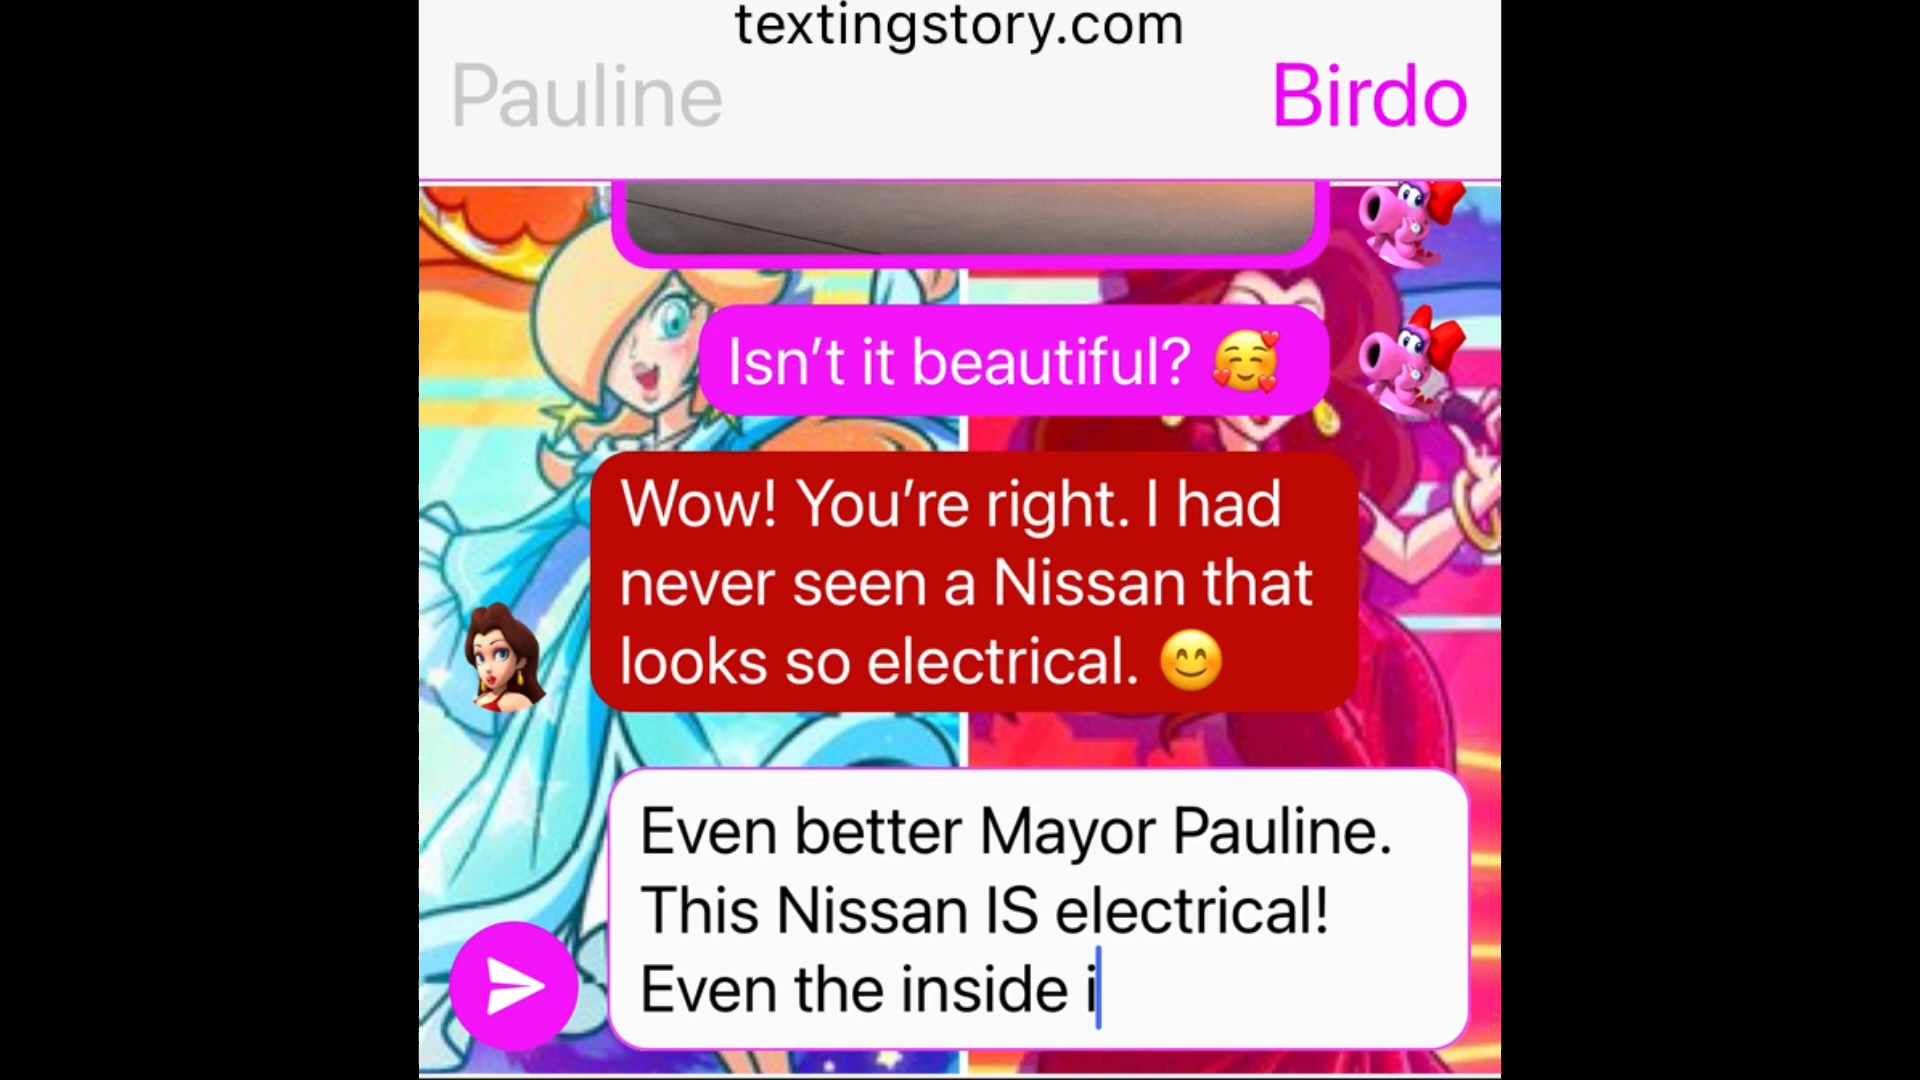 textingstory.com
Pauline
Birdo
Isn’t it beautiful? 🥰
Wow! You’re right. I had
never seen a Nissan that
looks so electrical. 😊
Even better Mayor Pauline.
This Nissan IS electrical!
Even the inside i